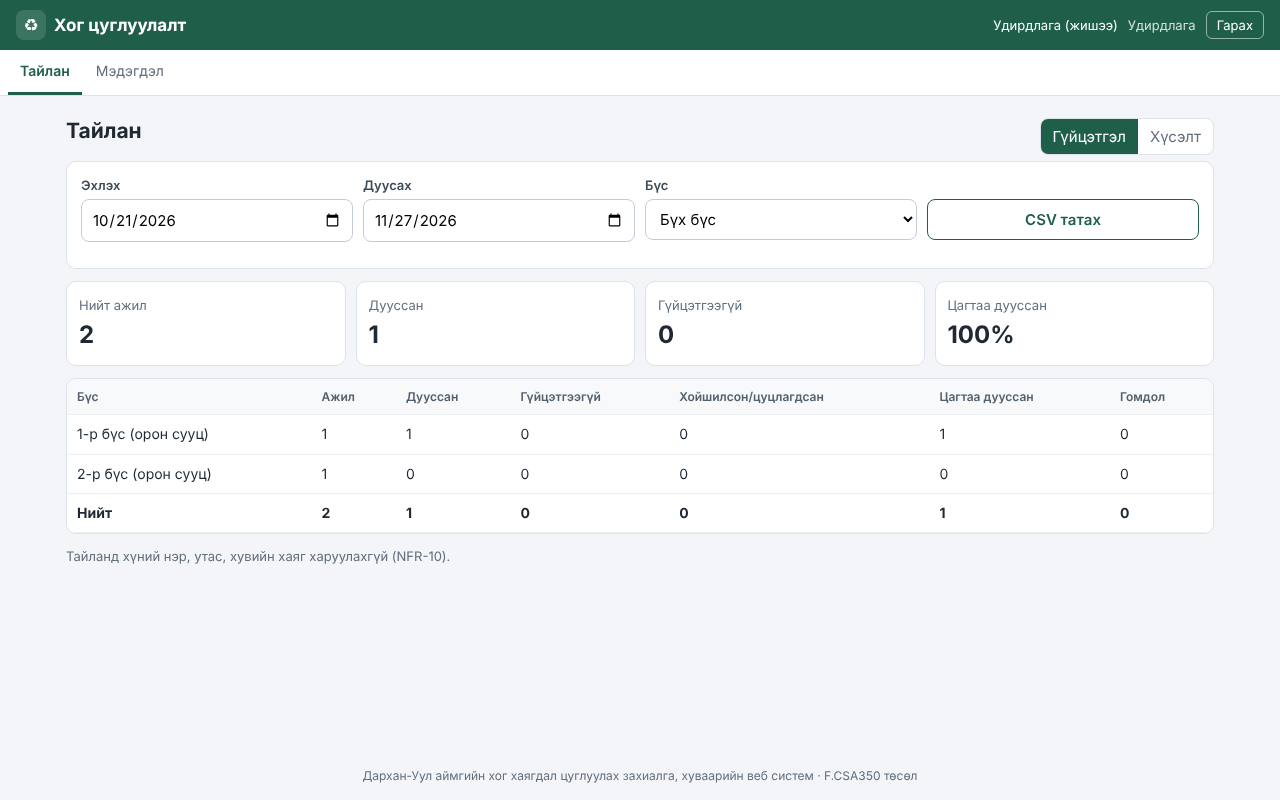 ♻ Хог цуглуулалт
Удирдлага (жишээ) Удирдлага Гарах
Тайлан Мэдэгдэл
Тайлан
Гүйцэтгэл Хүсэлт
Эхлэх Дуусах Бүс
10/21/2026 11/27/2026 Бүх бүс CSV татах
Нийт ажил Дууссан Гүйцэтгээгүй Цагтаа дууссан
2 1 0 100%
Бүс Ажил Дууссан Гүйцэтгээгүй Хойшилсон/цуцлагдсан Цагтаа дууссан Гомдол
1-р бүс (орон сууц) 1 1 0 0 1 0
2-р бүс (орон сууц) 1 0 0 0 0 0
Нийт 2 1 0 0 1 0
Тайланд хүний нэр, утас, хувийн хаяг харуулахгүй (NFR-10).
Дархан-Уул аймгийн хог хаягдал цуглуулах захиалга, хуваарийн веб систем · F.CSA350 төсөл